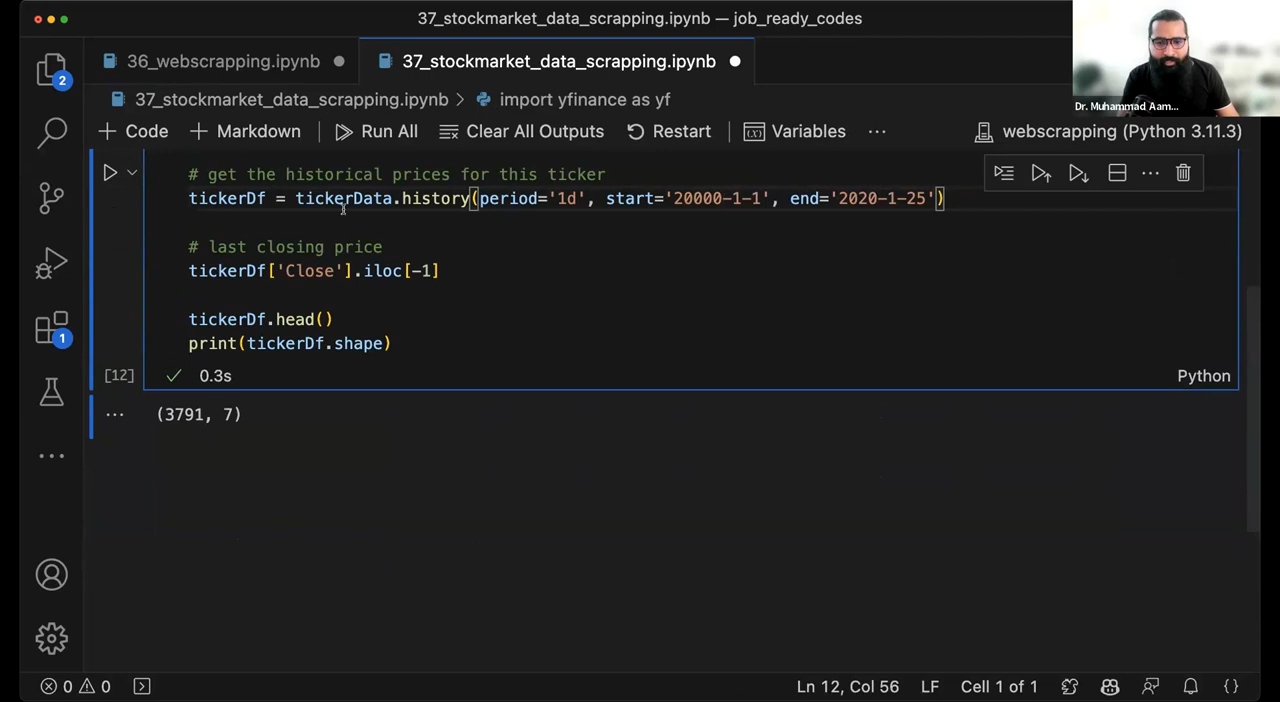 37_stockmarket_data_scrapping.ipynb — job_ready_codes
36_webscrapping.ipynb
37_stockmarket_data_scrapping.ipynb
37_stockmarket_data_scrapping.ipynb > import yfinance as yf
Dr. Muhammad Aam...
+ Code + Markdown Run All Clear All Outputs Restart Variables ... webscrapping (Python 3.11.3)
2
# get the historical prices for this ticker
tickerDf = tickerData.history(period='1d', start='20000-1-1', end='2020-1-25')
# last closing price
tickerDf['Close'].iloc[-1]
tickerDf.head()
print(tickerDf.shape)
1
[12] 0.3s Python
... (3791, 7)
0 0 Ln 12, Col 56 LF Cell 1 of 1